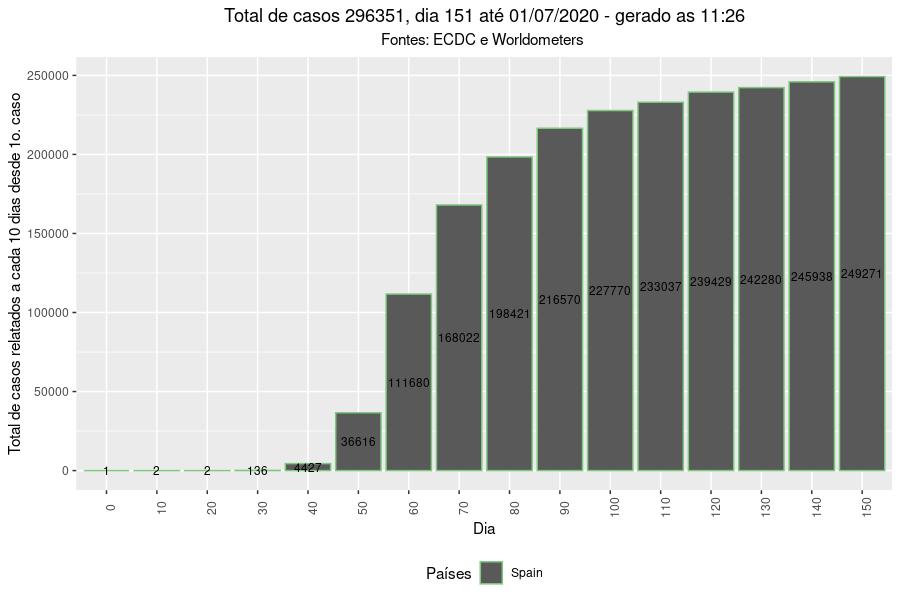 Total de casos 296351, dia 151 até 01/07/2020 - gerado as 11:26
Fontes: ECDC e Worldometers
Total de casos relatados a cada 10 dias desde 1o. caso
250000
200000
150000
100000
50000
0
1 2 2 136 4427 36616 111680 168022 198421 216570 227770 233037 239429 242280 245938 249271
0 10 20 30 40 50 60 70 80 90 100 110 120 130 140 150
Dia
Países Spain